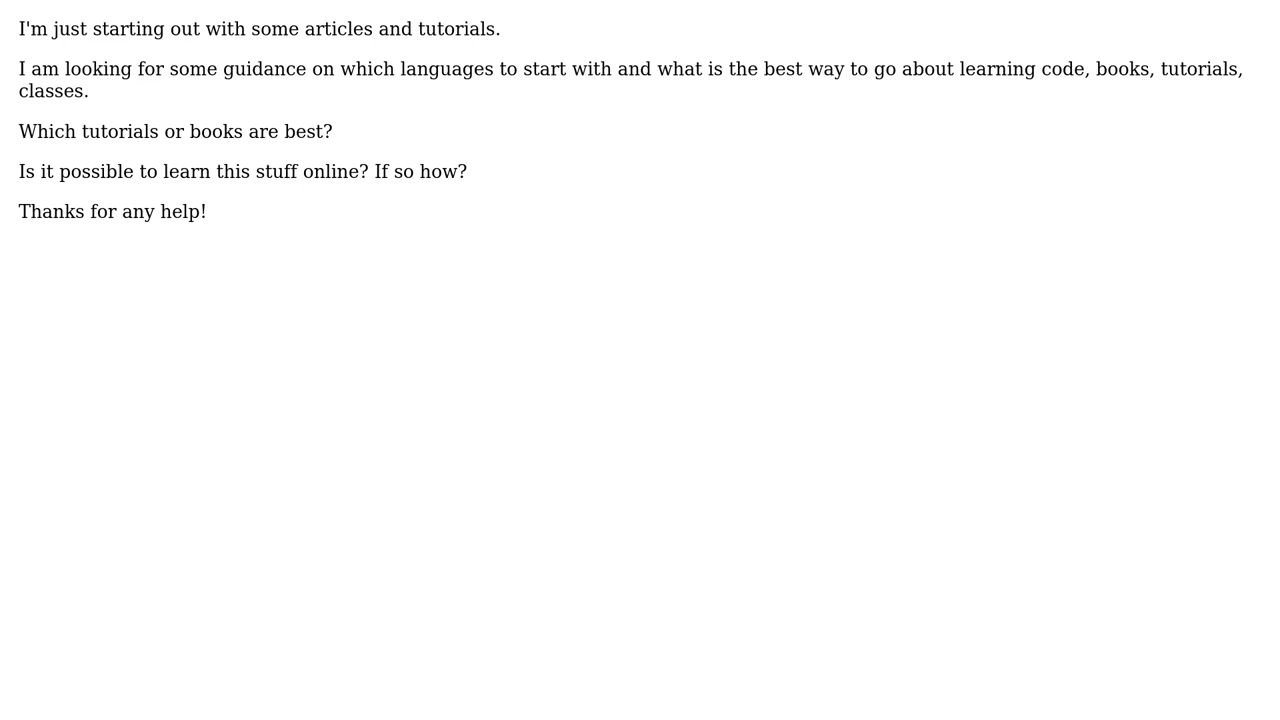 I'm just starting out with some articles and tutorials.
I am looking for some guidance on which languages to start with and what is the best way to go about learning code, books, tutorials,
classes.
Which tutorials or books are best?
Is it possible to learn this stuff online? If so how?
Thanks for any help!